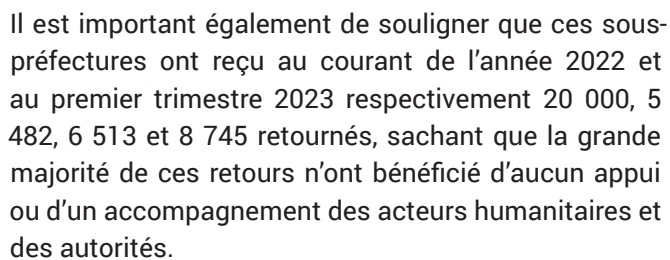 Il est important également de souligner que ces sous-
préfectures ont reçu au courant de l’année 2022 et
au premier trimestre 2023 respectivement 20 000, 5
482, 6 513 et 8 745 retournés, sachant que la grande
majorité de ces retours n’ont bénéficié d’aucun appui
ou d’un accompagnement des acteurs humanitaires et
des autorités.